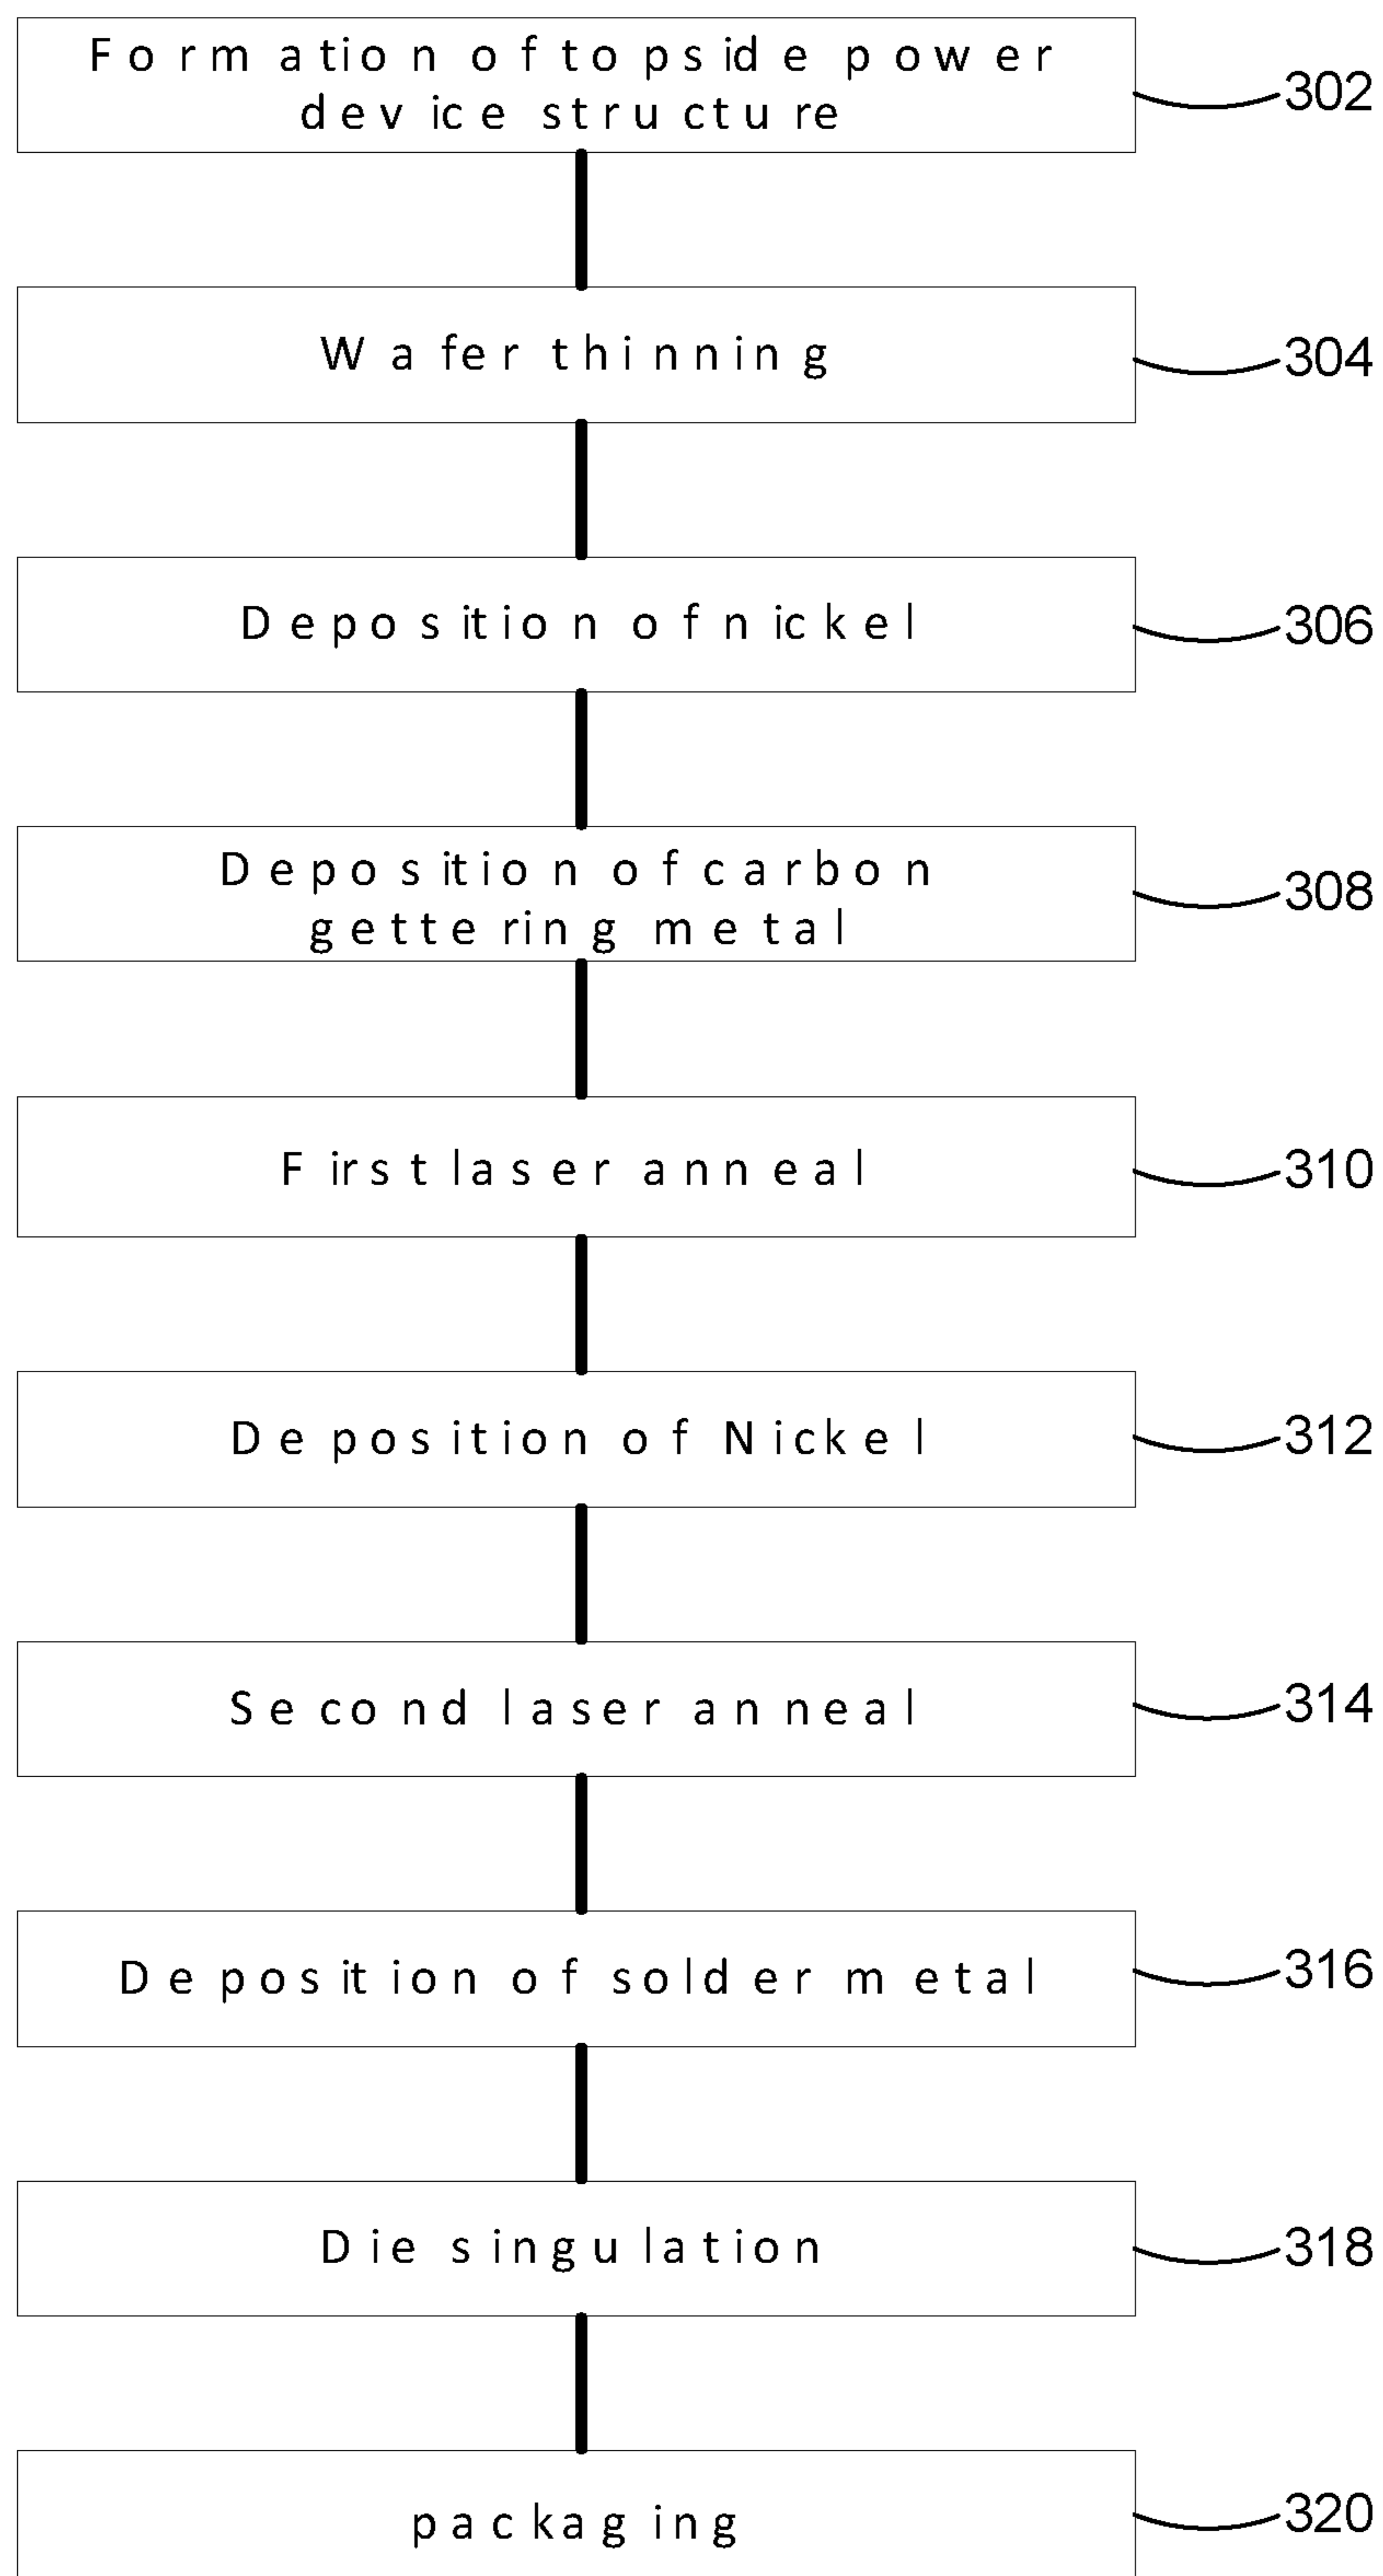 Formation of topside power
device structure
302
Wafer thinning
304
Deposition of nickel
306
Deposition of carbon
gettering metal
308
First laser anneal
310
Deposition of Nickel
312
Second laser anneal
314
Deposition of solder metal
316
Die singulation
318
packaging
320